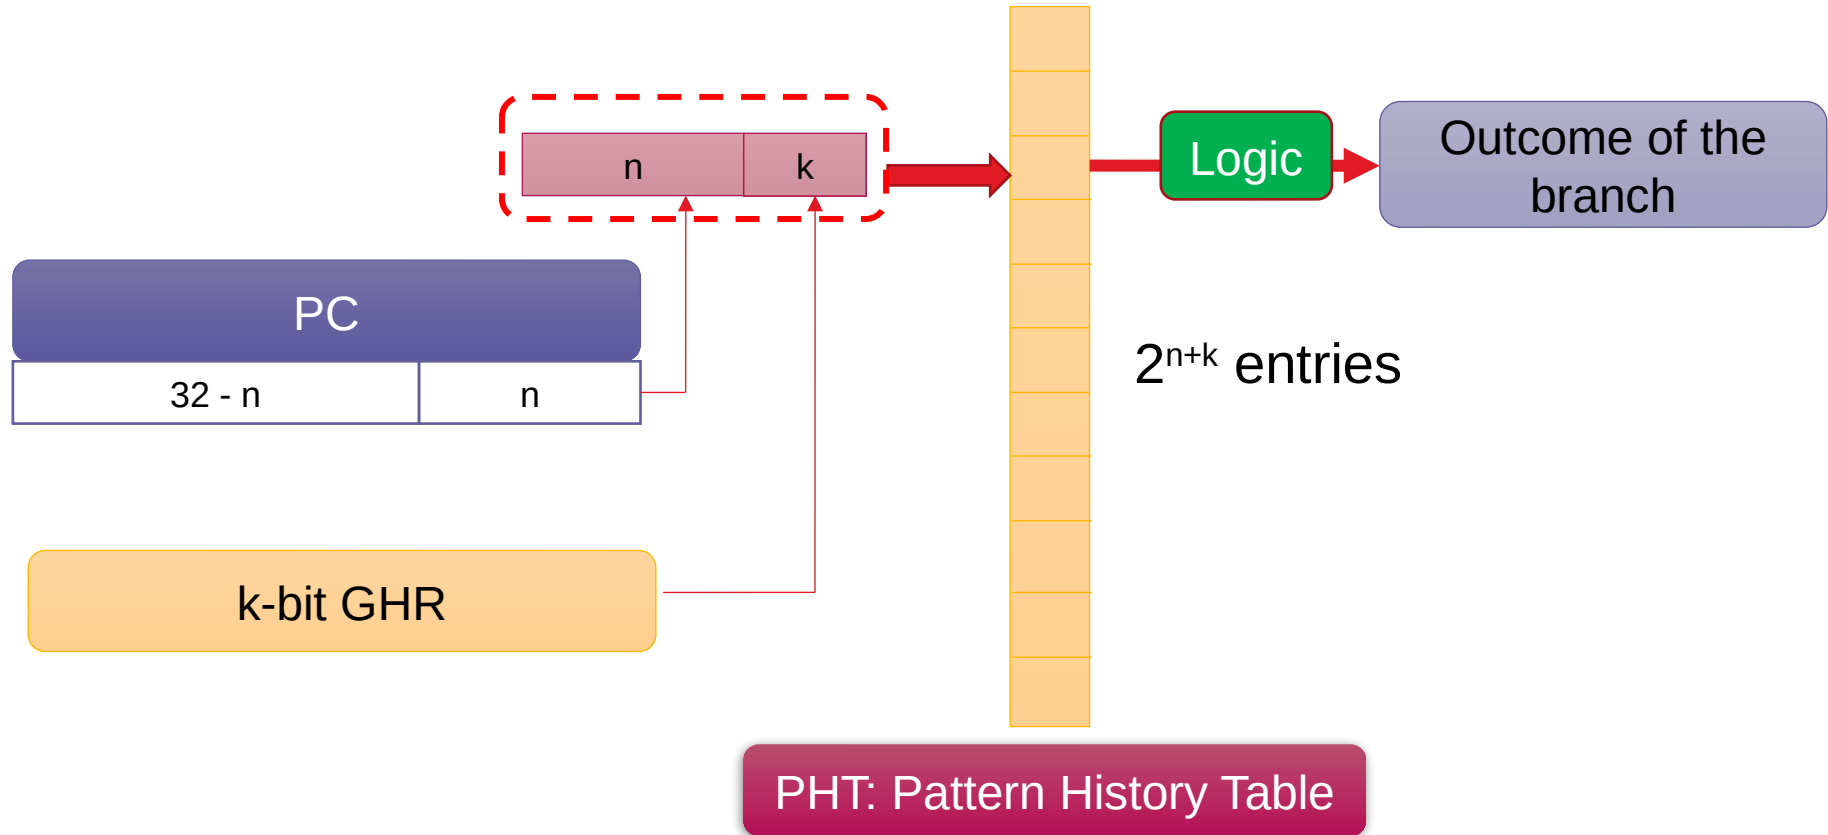 n
k
Logic
Outcome of the
branch
PC
32 - n
n
2ⁿ⁺ᵏ entries
k-bit GHR
PHT: Pattern History Table